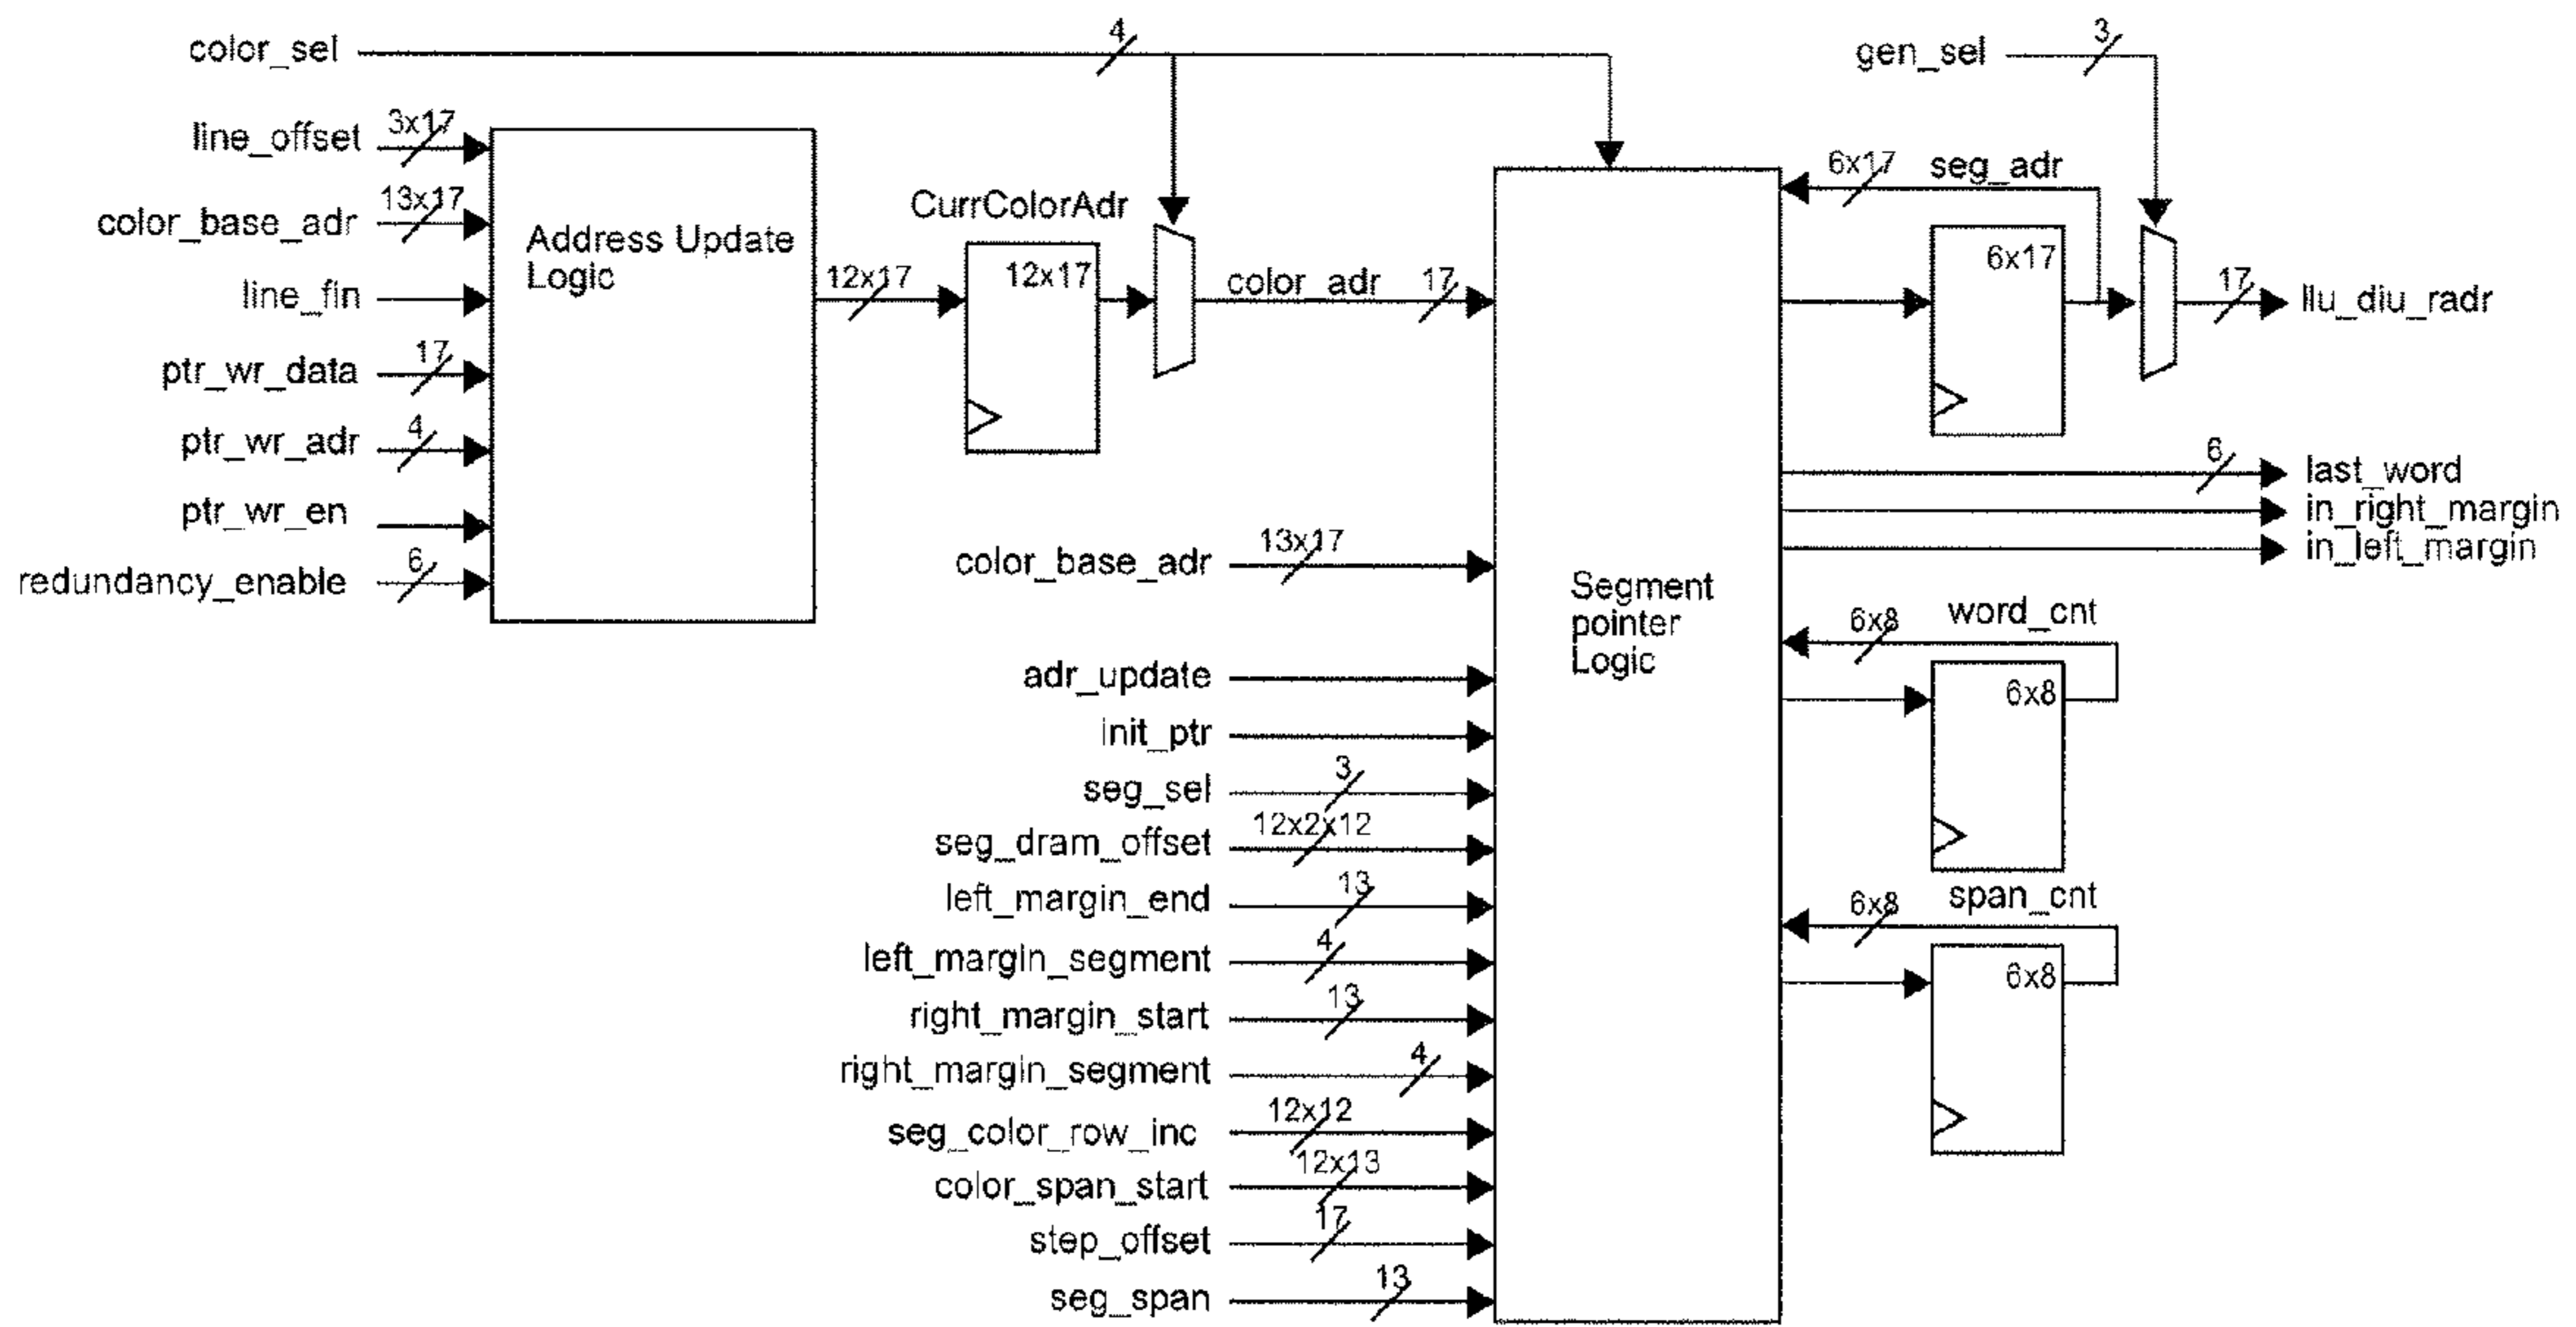 color_sel
4
gen_sel
3
line_offset
3x17
color_base_adr
13x17
line_fin
ptr_wr_data
17
ptr_wr_adr
4
ptr_wr_en
redundancy_enable
6
Address Update
Logic
12x17
CurrColorAdr
12x17
color_adr
17
6x17
seg_adr
6x17
17
llu_diu_radr
6
last_word
in_right_margin
in_left_margin
color_base_adr
13x17
Segment
pointer
Logic
6x8
word_cnt
6x8
adr_update
init_ptr
seg_sel
3
seg_dram_offset
12x2x12
left_margin_end
13
left_margin_segment
4
right_margin_start
13
right_margin_segment
4
seg_color_row_inc
12x12
color_span_start
12x13
step_offset
17
seg_span
13
6x8
span_cnt
6x8